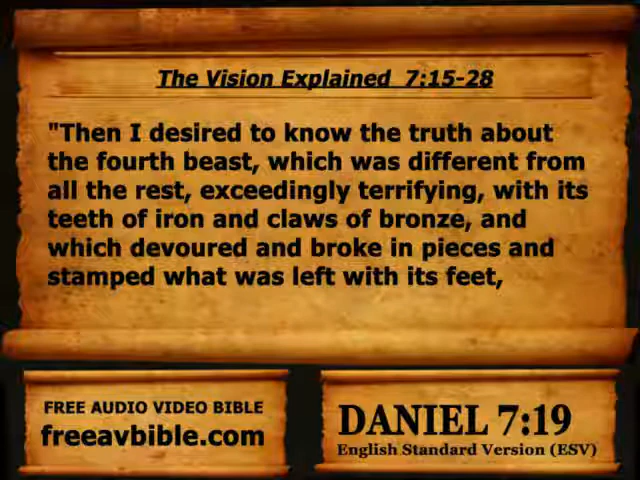 The Vision Explained 7:15-28
"Then I desired to know the truth about
the fourth beast, which was different from
all the rest, exceedingly terrifying, with its
teeth of iron and claws of bronze, and
which devoured and broke in pieces and
stamped what was left with its feet,
FREE AUDIO VIDEO BIBLE
freeavbible.com
DANIEL 7:19
English Standard Version (ESV)